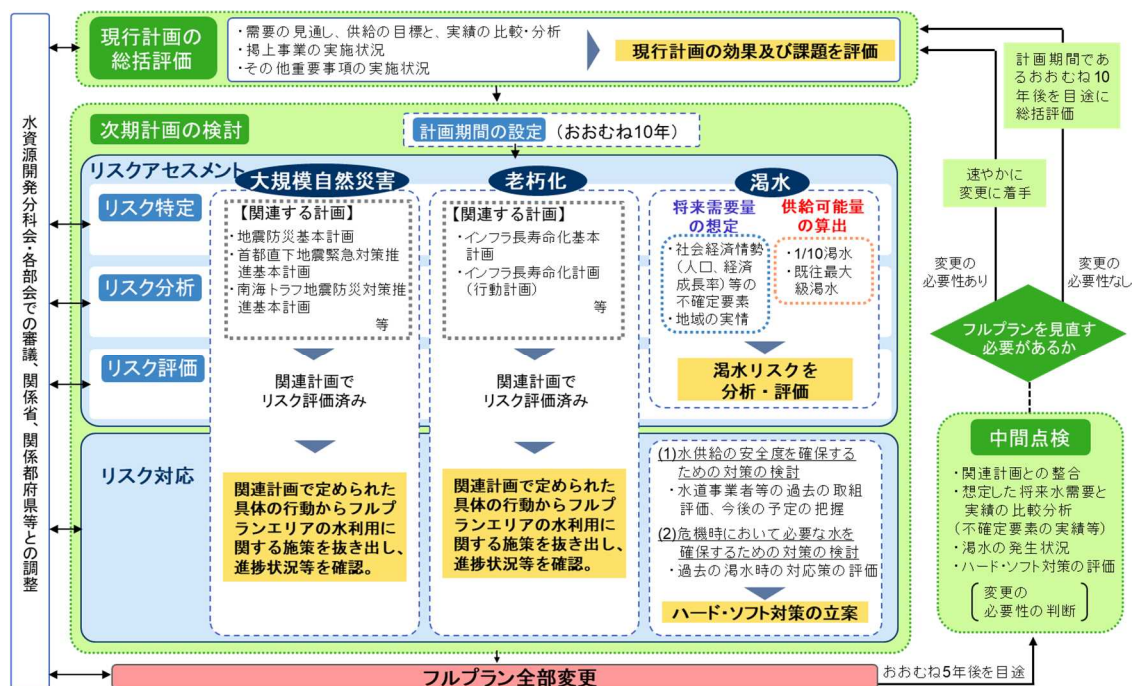 現行計画の
総括評価
・需要の見通し、供給の目標と、実績の比較・分析
・掲上事業の実施状況
・その他重要事項の実施状況
現行計画の効果及び課題を評価
水資源開発分科会・各部会での審議、関係省、関係都府県等との調整
次期計画の検討
計画期間の設定（おおむね10年）
リスクアセスメント
リスク特定
リスク分析
リスク評価
大規模自然災害
【関連する計画】
・地震防災基本計画
・首都直下地震緊急対策推
進基本計画
・南海トラフ地震防災対策推
進基本計画
等
関連計画で
リスク評価済み
老朽化
【関連する計画】
・インフラ長寿命化基本
計画
・インフラ長寿命化計画
（行動計画）
等
関連計画で
リスク評価済み
渇水
将来需要量
の想定
・社会経済情勢
（人口、経済
成長率）等の
不確定要素
・地域の実情
供給可能量
の算出
・1/10渇水
・既往最大
級渇水
渇水リスクを
分析・評価
リスク対応
関連計画で定められた
具体の行動からフルプ
ランエリアの水利用に
関する施策を抜き出し、
進捗状況等を確認。
関連計画で定められた
具体の行動からフルプ
ランエリアの水利用に
関する施策を抜き出し、
進捗状況等を確認。
(1)水供給の安全度を確保する
ための対策の検討
・水道事業者等の過去の取組
評価、今後の予定の把握
(2)危機時において必要な水を
確保するための対策の検討
・過去の渇水時の対応策の評価
ハード・ソフト対策の立案
フルプラン全部変更
おおむね5年後を目途
中間点検
・関連計画との整合
・想定した将来水需要と
実績の比較分析
（不確定要素の実績等）
・渇水の発生状況
・ハード・ソフト対策の評価
（変更の
必要性の判断）
フルプランを見直す
必要があるか
変更の
必要性あり
変更の
必要性なし
速やかに
変更に着手
計画期間であ
るおおむね10
年後を目途に
総括評価